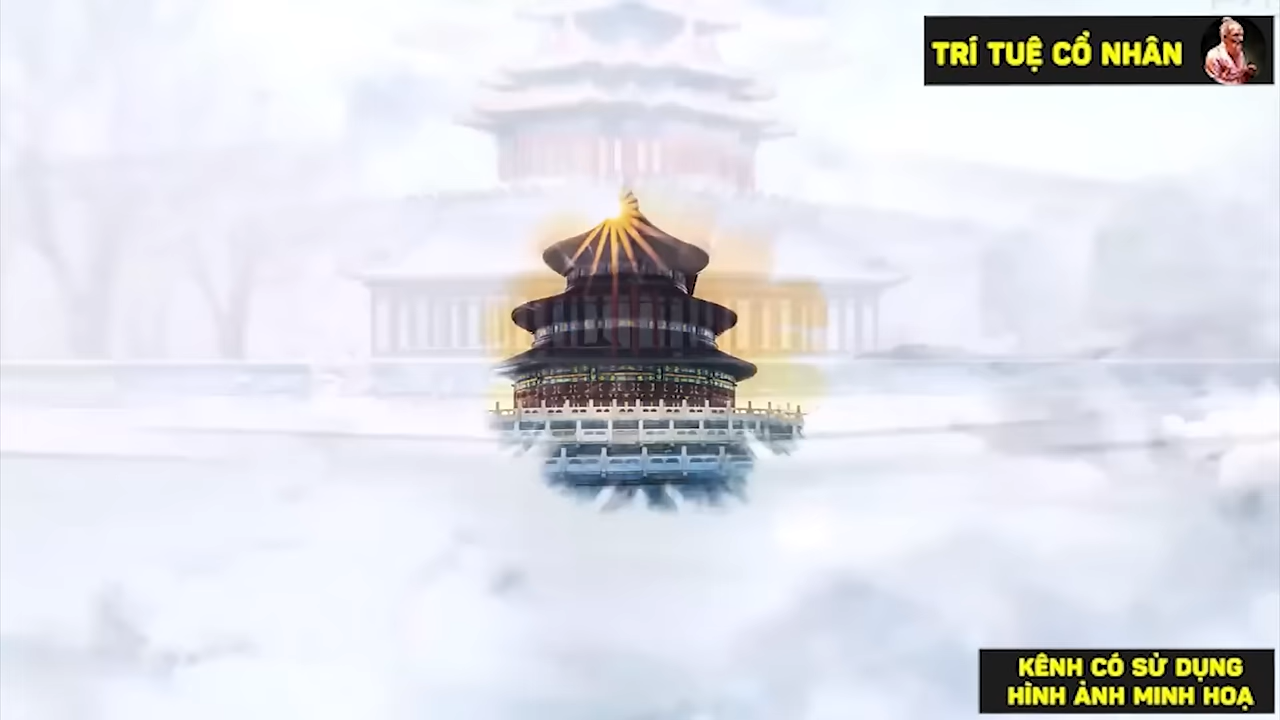 TRÍ TUỆ CỔ NHÂN
KÊNH CÓ SỬ DỤNG
HÌNH ẢNH MINH HOẠ